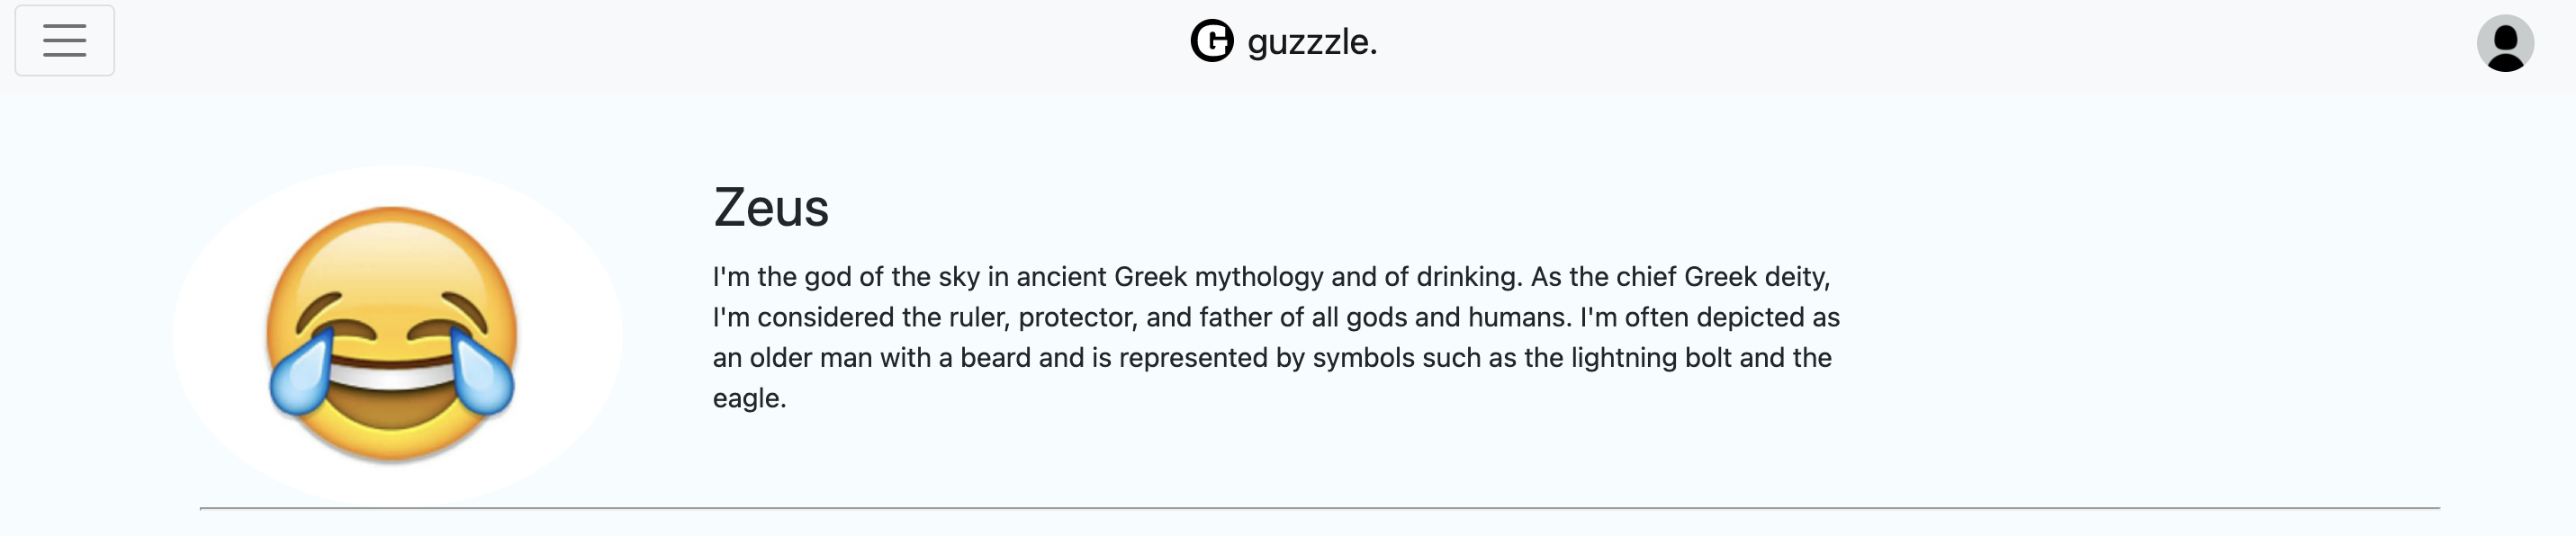 guzzzle.
Zeus
I'm the god of the sky in ancient Greek mythology and of drinking. As the chief Greek deity,
I'm considered the ruler, protector, and father of all gods and humans. I'm often depicted as
an older man with a beard and is represented by symbols such as the lightning bolt and the
eagle.